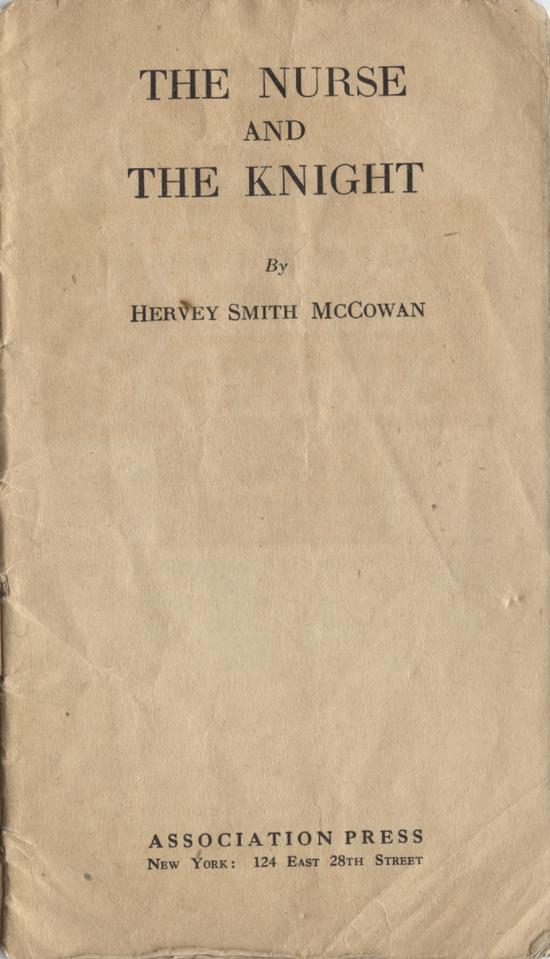 THE NURSE
AND
THE KNIGHT
By
HERVEY SMITH MCCOWAN
ASSOCIATION PRESS
NEW YORK: 124 EAST 28TH STREET